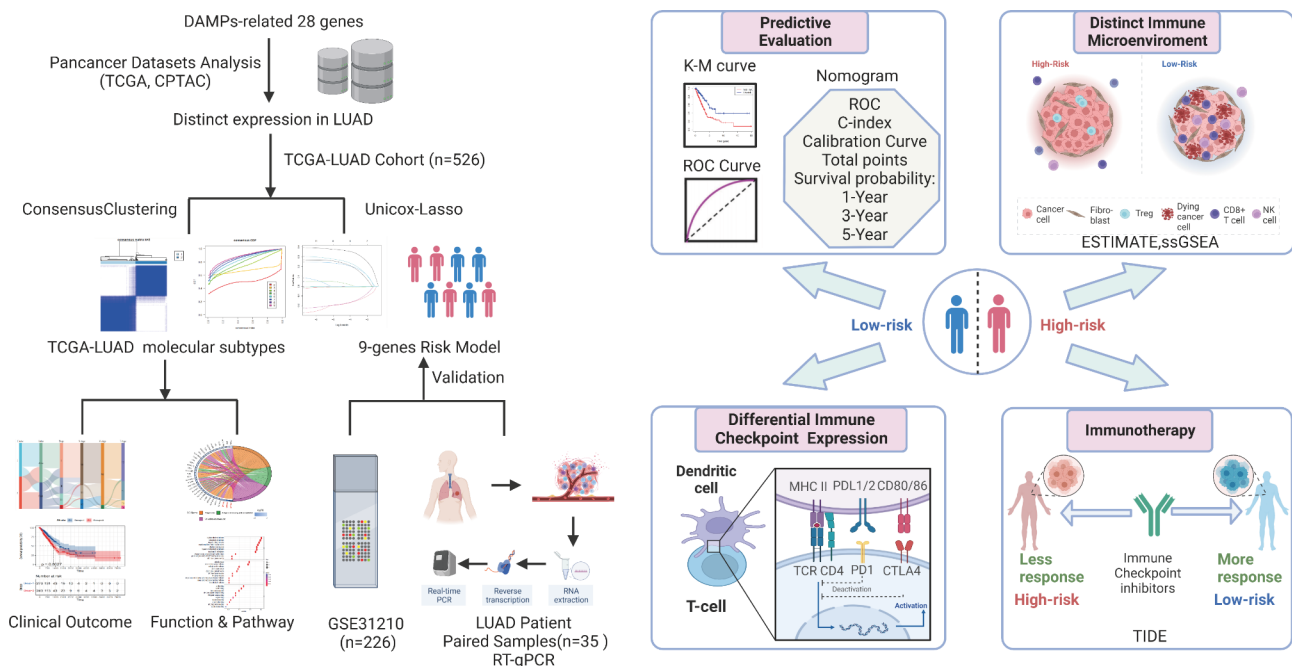 DAMPs-related 28 genes
Pancancer Datasets Analysis
(TCGA, CPTAC)
Distinct expression in LUAD
TCGA-LUAD Cohort (n=526)
ConsensusClustering
Unicox-Lasso
TCGA-LUAD molecular subtypes
9-genes Risk Model
Validation
Clinical Outcome
Function & Pathway
GSE31210
(n=226)
Real-time
PCR
Reverse
transcription
RNA
extraction
LUAD Patient
Paired Samples(n=35 )
RT-qPCR
Predictive
Evaluation
K-M curve
ROC Curve
Nomogram
ROC
C-index
Calibration Curve
Total points
Survival probability:
1-Year
3-Year
5-Year
Distinct Immune
Microenviroment
High-Risk
Low-Risk
Cancer
cell
Fibro-
blast
Treg
Dying
cancer
cell
CD8+
T cell
NK
cell
ESTIMATE,ssGSEA
Low-risk
High-risk
Differential Immune
Checkpoint Expression
Dendritic
cell
T-cell
MHC II PDL1/2 CD80/86
TCR CD4 PD1 CTLA4
Deactivation
Activation
Immunotherapy
Less
response
High-risk
Immune
Checkpoint
inhibitors
More
response
Low-risk
TIDE